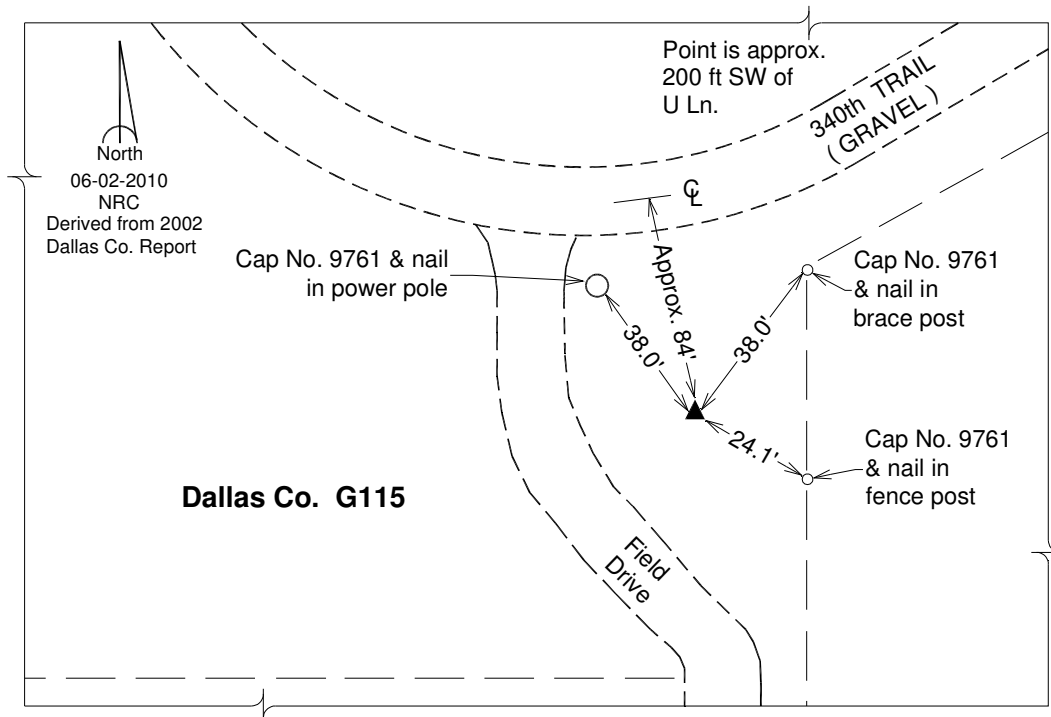 Point is approx.
200 ft SW of
U Ln.
340th TRAIL
( GRAVEL )
North
06-02-2010
NRC
Derived from 2002
Dallas Co. Report
℄
Cap No. 9761 & nail
in power pole
Approx. 84'
38.0'
38.0'
Cap No. 9761
& nail in
brace post
24.1'
Cap No. 9761
& nail in
fence post
Dallas Co. G115
Field
Drive